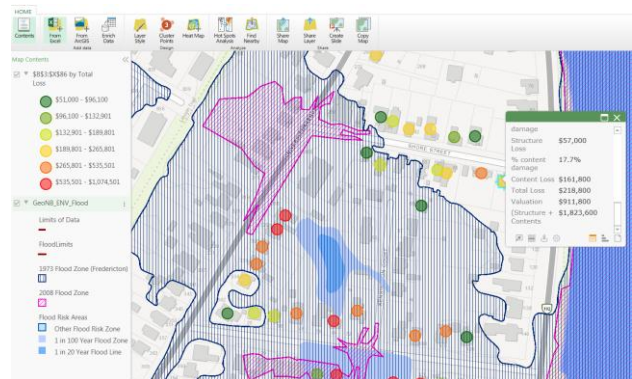 HOME
Contents
From Excel
From ArcGIS
Enrich Data
Layer Style
Cluster Points
Heat Map
Hot Spots Analysis
Find Nearby
Share Map
Share Layer
Create Slide
Copy Map
Add data
Design
Analyze
Share
Map Contents
$B$3:$X$86 by Total
Loss
$51,000 - $96,100
$96,100 - $132,901
$132,901 - $189,801
$189,801 - $265,801
$265,801 - $535,501
$535,501 - $1,074,501
GeoNB_ENV_Flood
Limits of Data
FloodLimits
1973 Flood Zone (Fredericton)
2008 Flood Zone
Flood Risk Areas
Other Flood Risk Zone
1 in 100 Year Flood Zone
1 in 20 Year Flood Line
SHORE STREET
damage
Structure $57,000
Loss
% content 17.7%
damage
Content Loss $161,800
Total Loss $218,800
Valuation $911,800
(Structure + $1,823,600
Contents